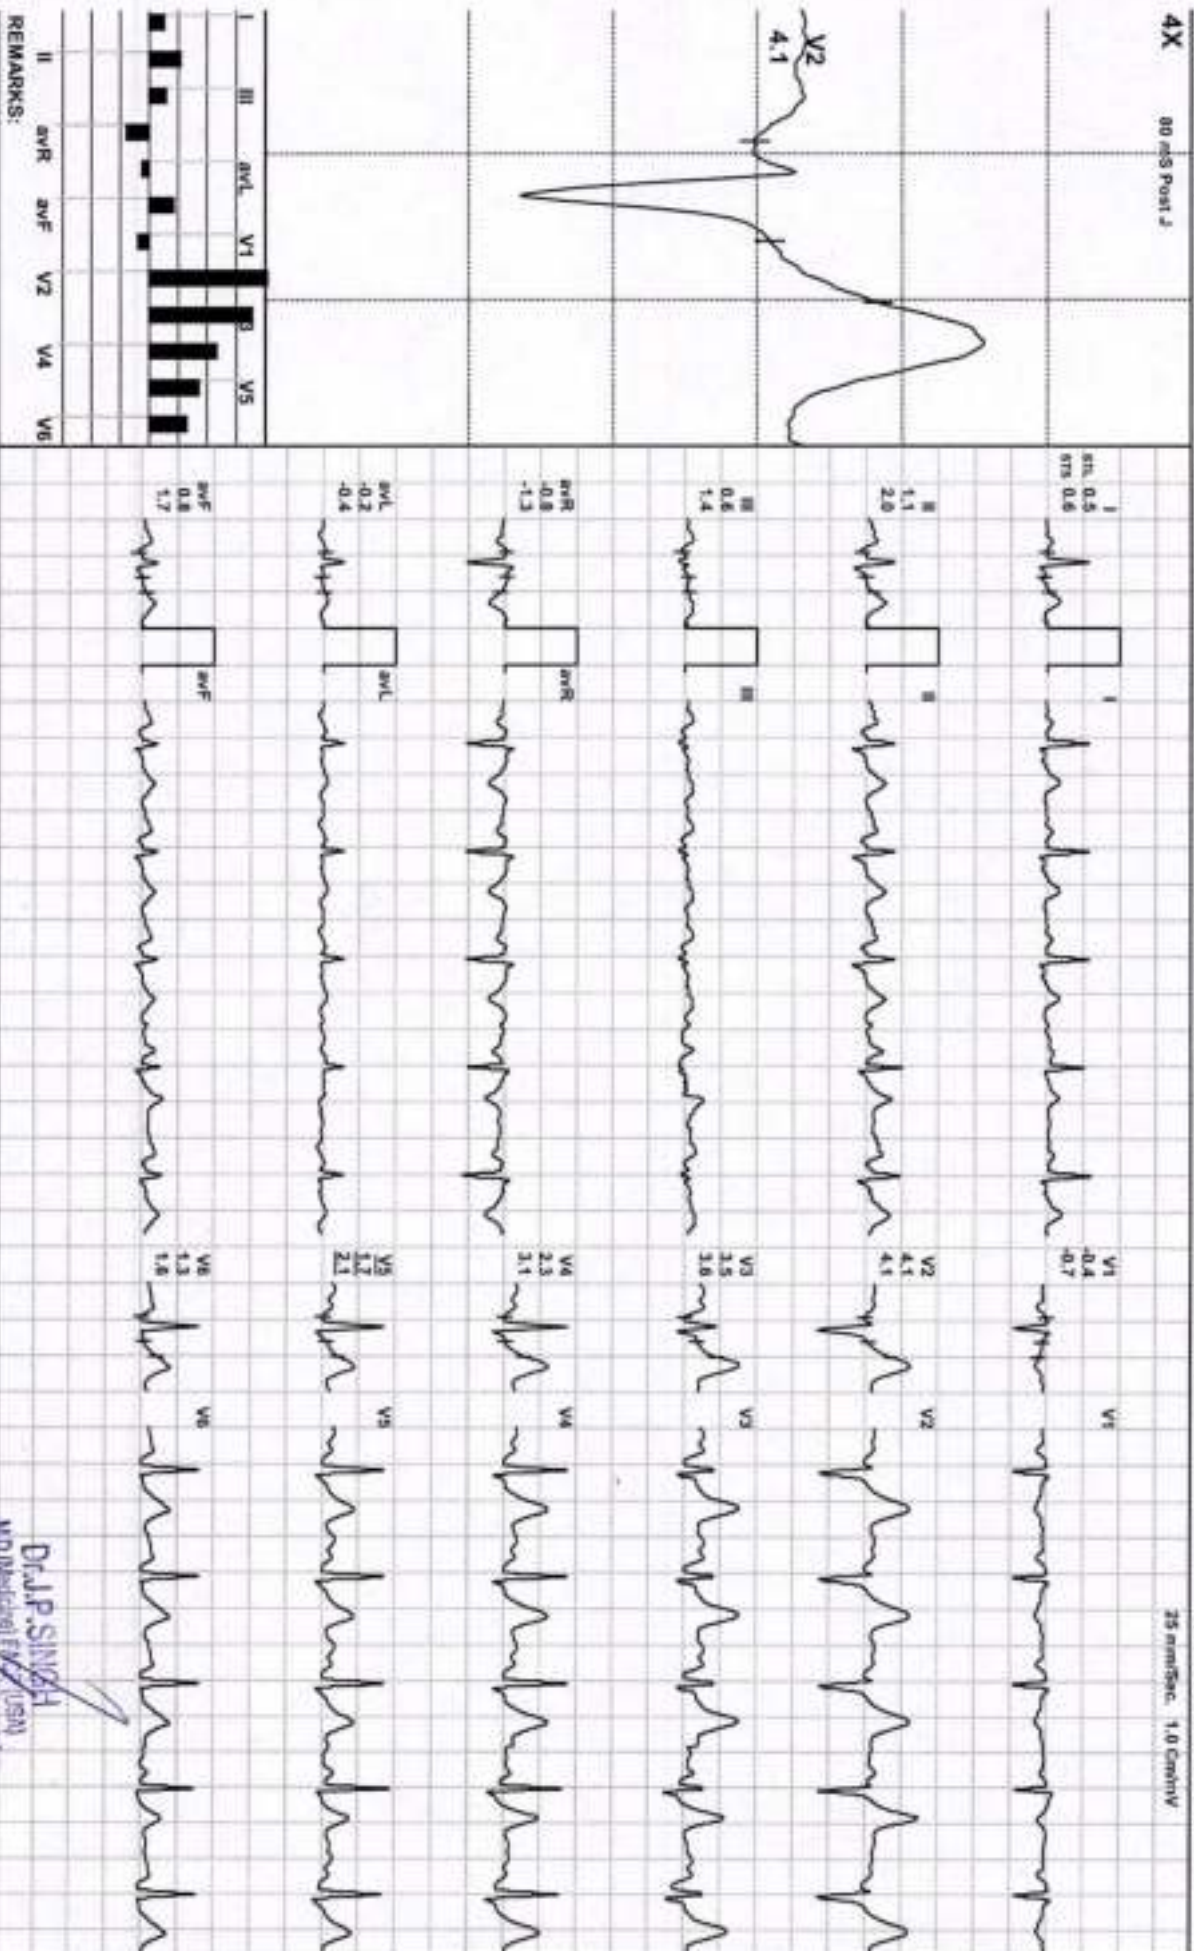 4X 80 mS Post J 25 mm/Sec. 1.0 Cm/mV
V2
4.1
I
STL 0.5
STS 0.6
I
V1
-0.4
-0.7
V1
II
1.1
2.0
II
V2
4.1
4.1
V2
III
0.6
1.4
III
V3
3.5
3.6
V3
avR
-0.8
-1.3
avR
V4
2.3
3.1
V4
avL
-0.2
-0.4
avL
V5
1.7
2.1
V5
avF
0.8
1.7
avF
V6
1.3
1.6
V6
I III avL V1 V5
II avR avF V2 V4 V6
REMARKS:
Dr.J.P.SINGH